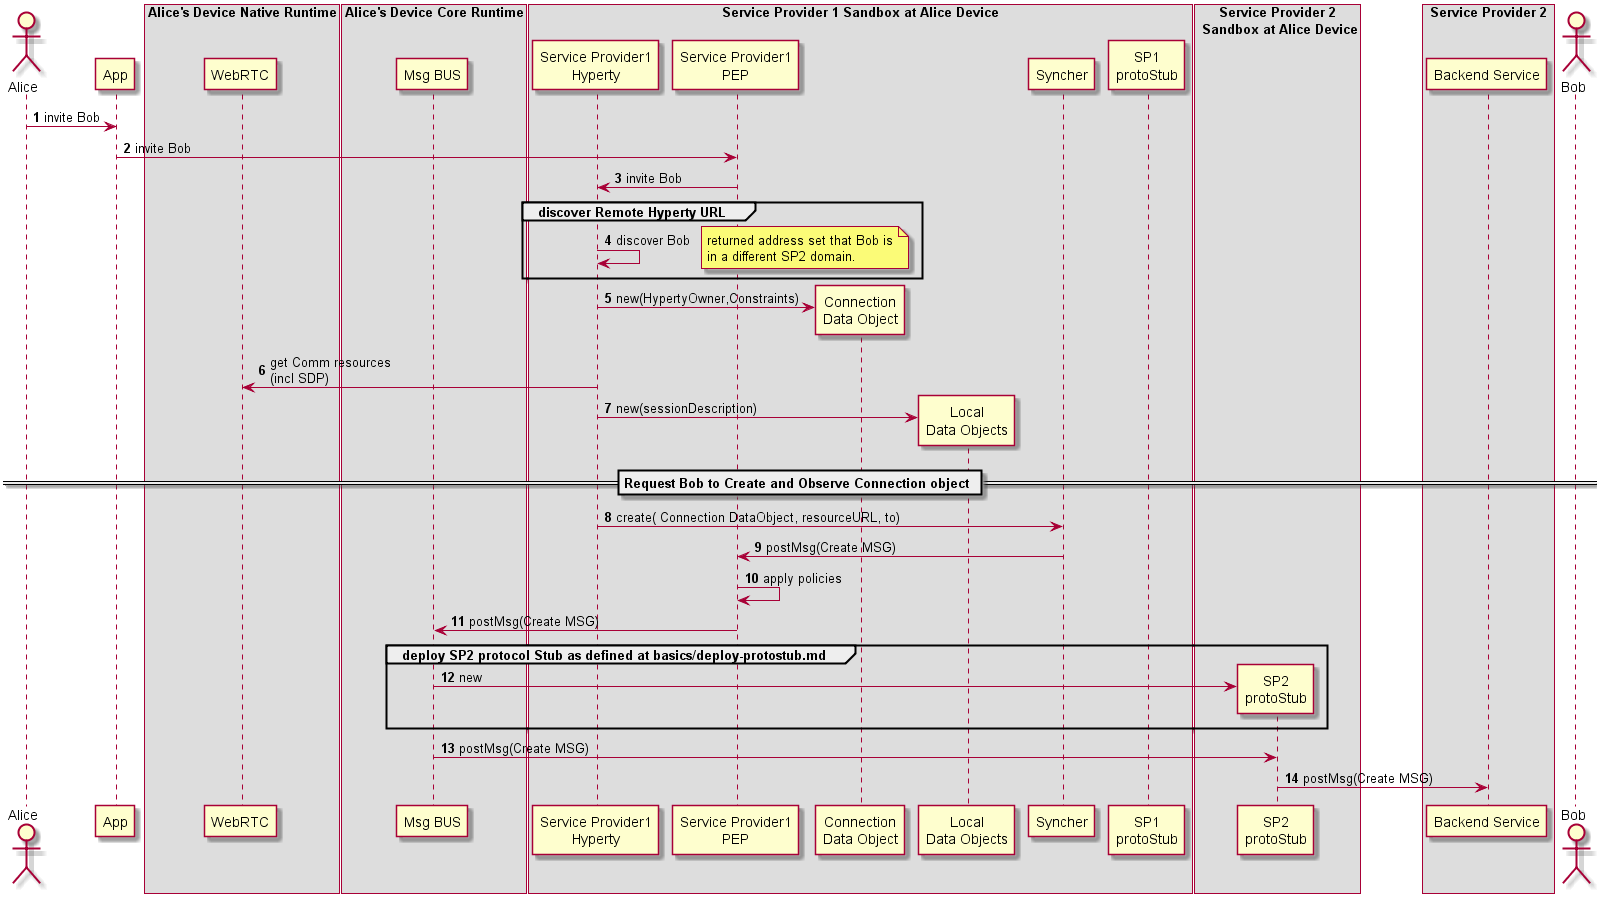 Alice's Device Native Runtime
Alice's Device Core Runtime
Service Provider 1 Sandbox at Alice Device
Service Provider 2
Sandbox at Alice Device
Service Provider 2
Alice
App
WebRTC
Msg BUS
Service Provider1
Hyperty
Service Provider1
PEP
Syncher
SP1
protoStub
Backend Service
Bob
1 invite Bob
2 invite Bob
3 invite Bob
discover Remote Hyperty URL
4 discover Bob
returned address set that Bob is
in a different SP2 domain.
5 new(HypertyOwner,Constraints)
Connection
Data Object
6 get Comm resources
(incl SDP)
7 new(sessionDescription)
Local
Data Objects
Request Bob to Create and Observe Connection object
8 create( Connection DataObject, resourceURL, to)
9 postMsg(Create MSG)
10 apply policies
11 postMsg(Create MSG)
deploy SP2 protocol Stub as defined at basics/deploy-protostub.md
12 new
SP2
protoStub
13 postMsg(Create MSG)
14 postMsg(Create MSG)
Alice
App
WebRTC
Msg BUS
Service Provider1
Hyperty
Service Provider1
PEP
Connection
Data Object
Local
Data Objects
Syncher
SP1
protoStub
SP2
protoStub
Backend Service
Bob